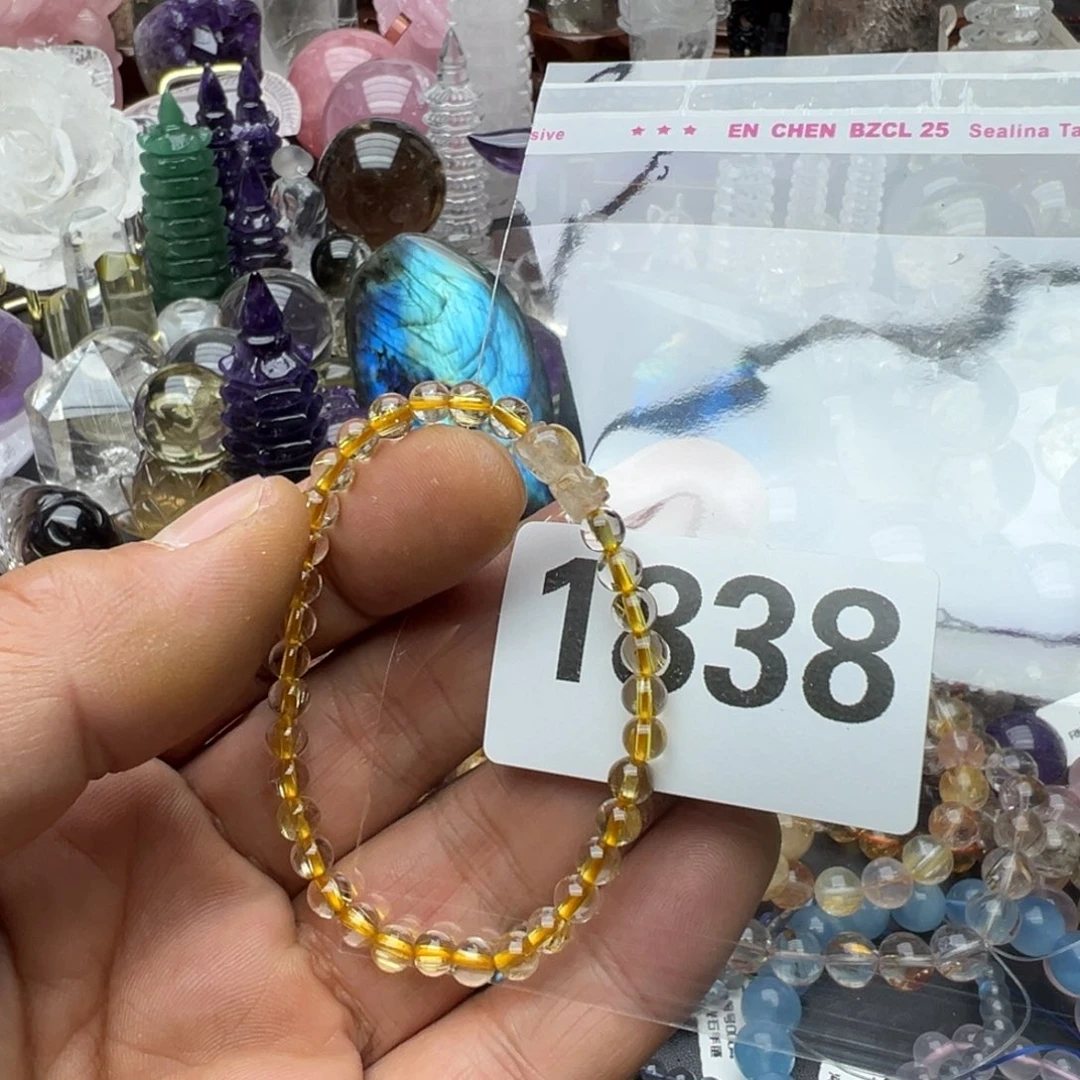 sive ★★★ EN CHEN BZCL 25 Sealina Ta
1838